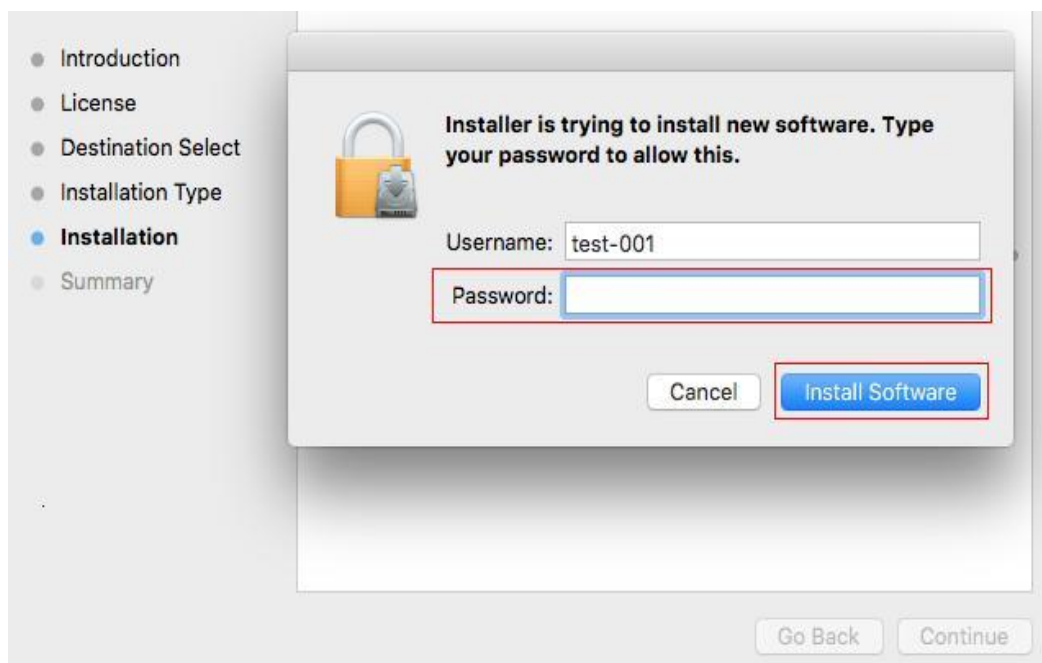 Introduction
License
Destination Select
Installation Type
Installation
Summary
Installer is trying to install new software. Type
your password to allow this.
Username: test-001
Password:
Cancel Install Software
Go Back Continue